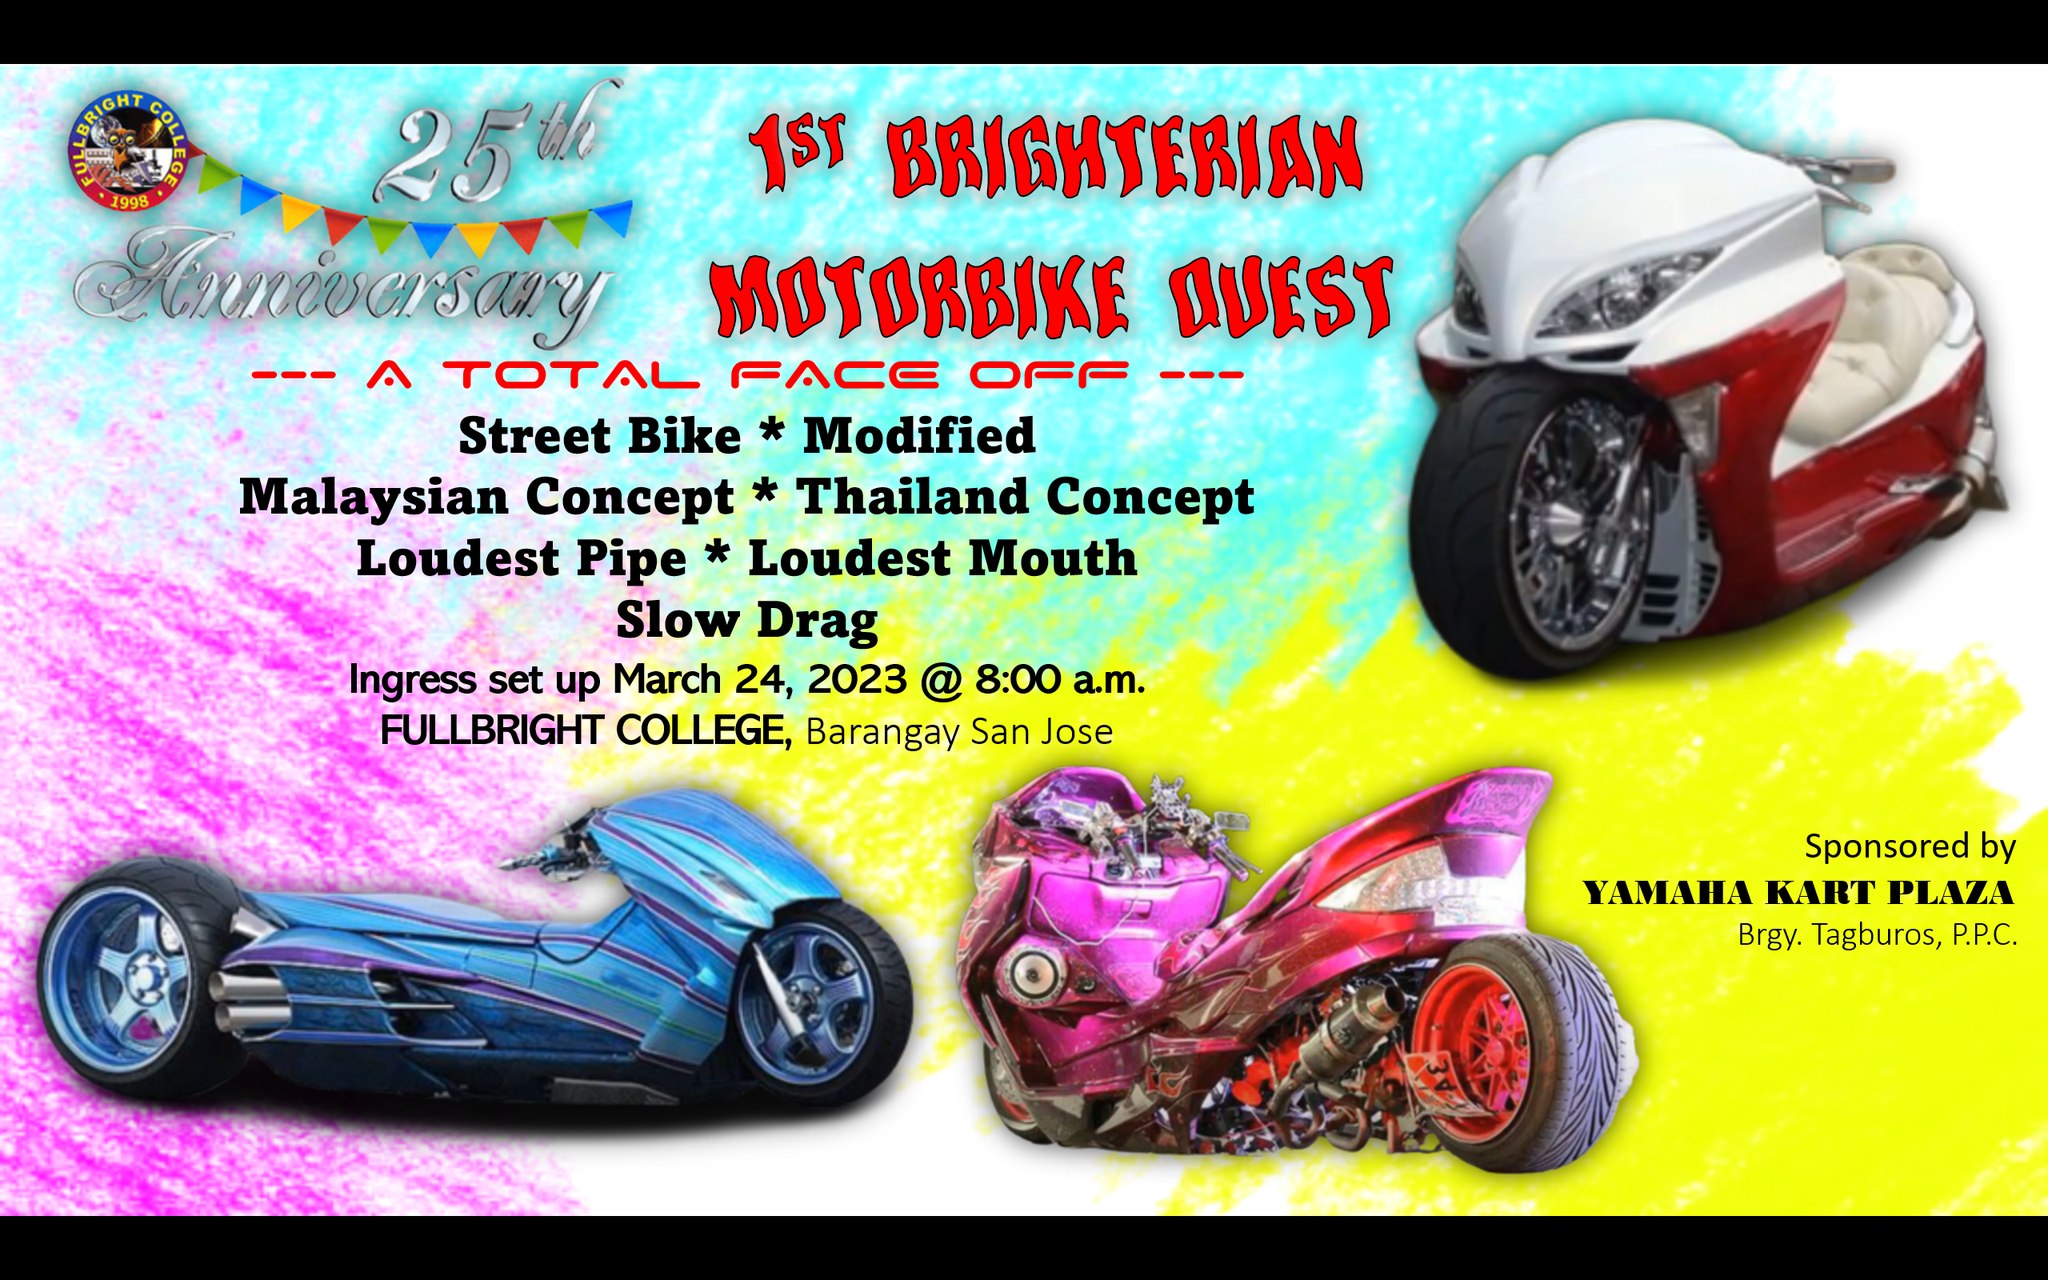 FULLBRIGHT COLLEGE
1998
25th
Anniversary
1ST BRIGHTERIAN
MOTORBIKE QUEST
--- A TOTAL FACE OFF ---
Street Bike * Modified
Malaysian Concept * Thailand Concept
Loudest Pipe * Loudest Mouth
Slow Drag
Ingress set up March 24, 2023 @ 8:00 a.m.
FULLBRIGHT COLLEGE, Barangay San Jose
Sponsored by
YAMAHA KART PLAZA
Brgy. Tagburos, P.P.C.